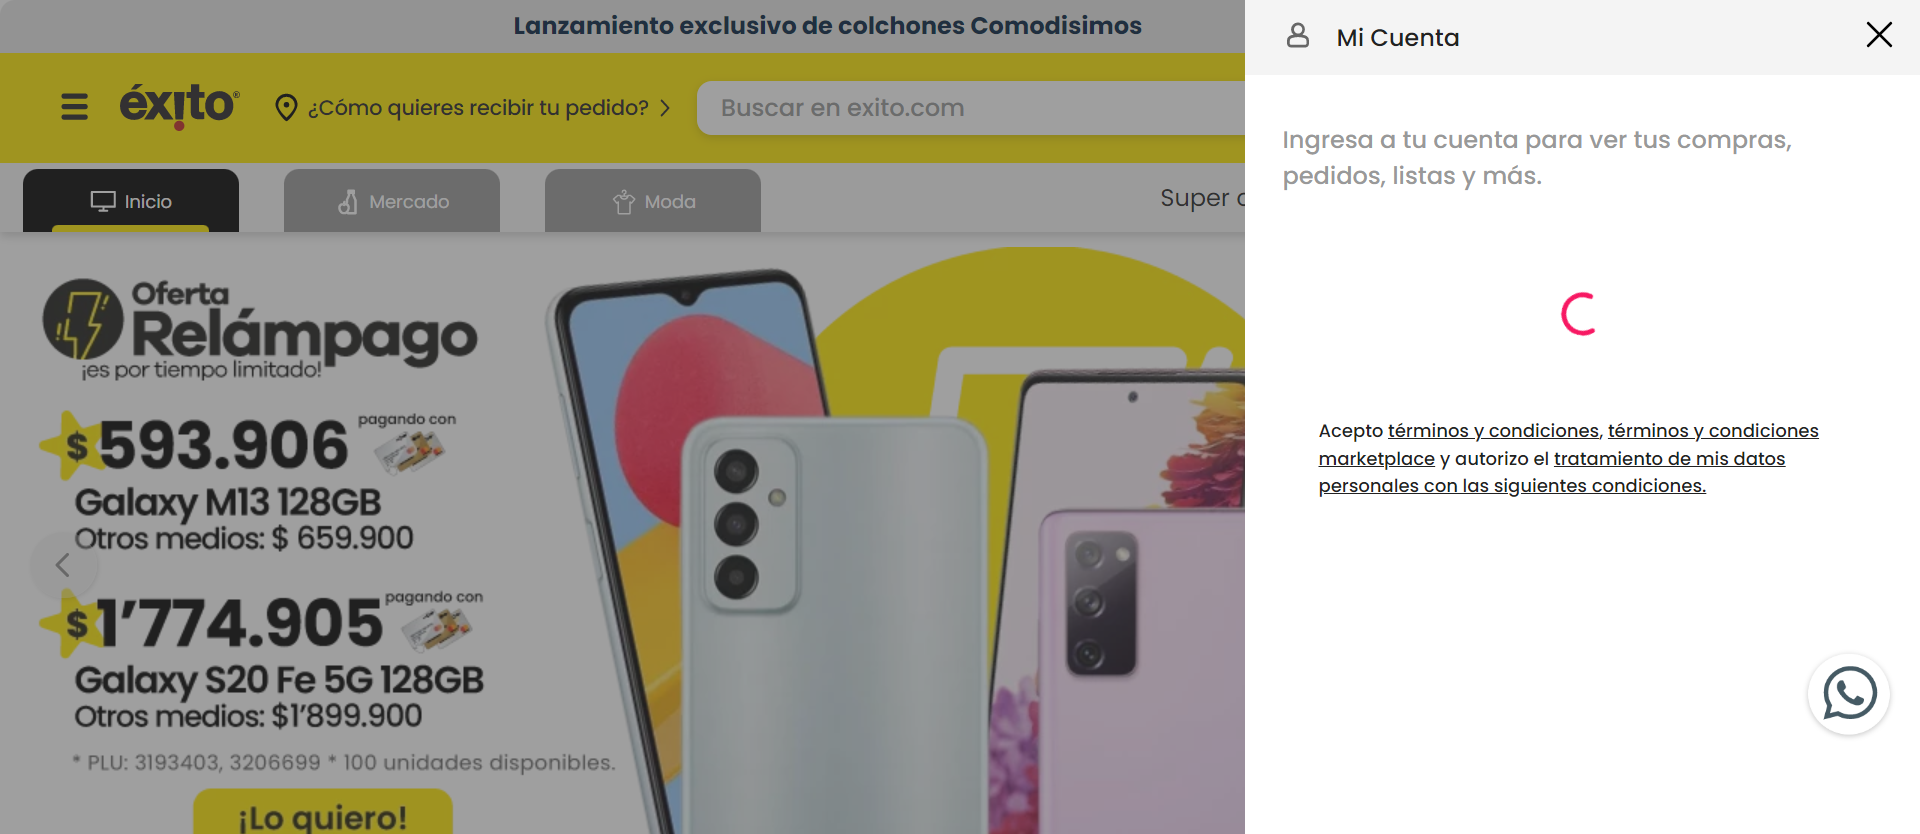 Lanzamiento exclusivo de colchones Comodisimos
éxito®
¿Cómo quieres recibir tu pedido?
Buscar en exito.com
Inicio
Mercado
Moda
Super
Oferta
Relámpago
¡es por tiempo limitado!
$593.906
pagando con
Galaxy M13 128GB
Otros medios: $ 659.900
$1’774.905
pagando con
Galaxy S20 Fe 5G 128GB
Otros medios: $1’899.900
* PLU: 3193403, 3206699 * 100 unidades disponibles.
¡Lo quiero!
Mi Cuenta
Ingresa a tu cuenta para ver tus compras,
pedidos, listas y más.
Acepto términos y condiciones, términos y condiciones
marketplace y autorizo el tratamiento de mis datos
personales con las siguientes condiciones.